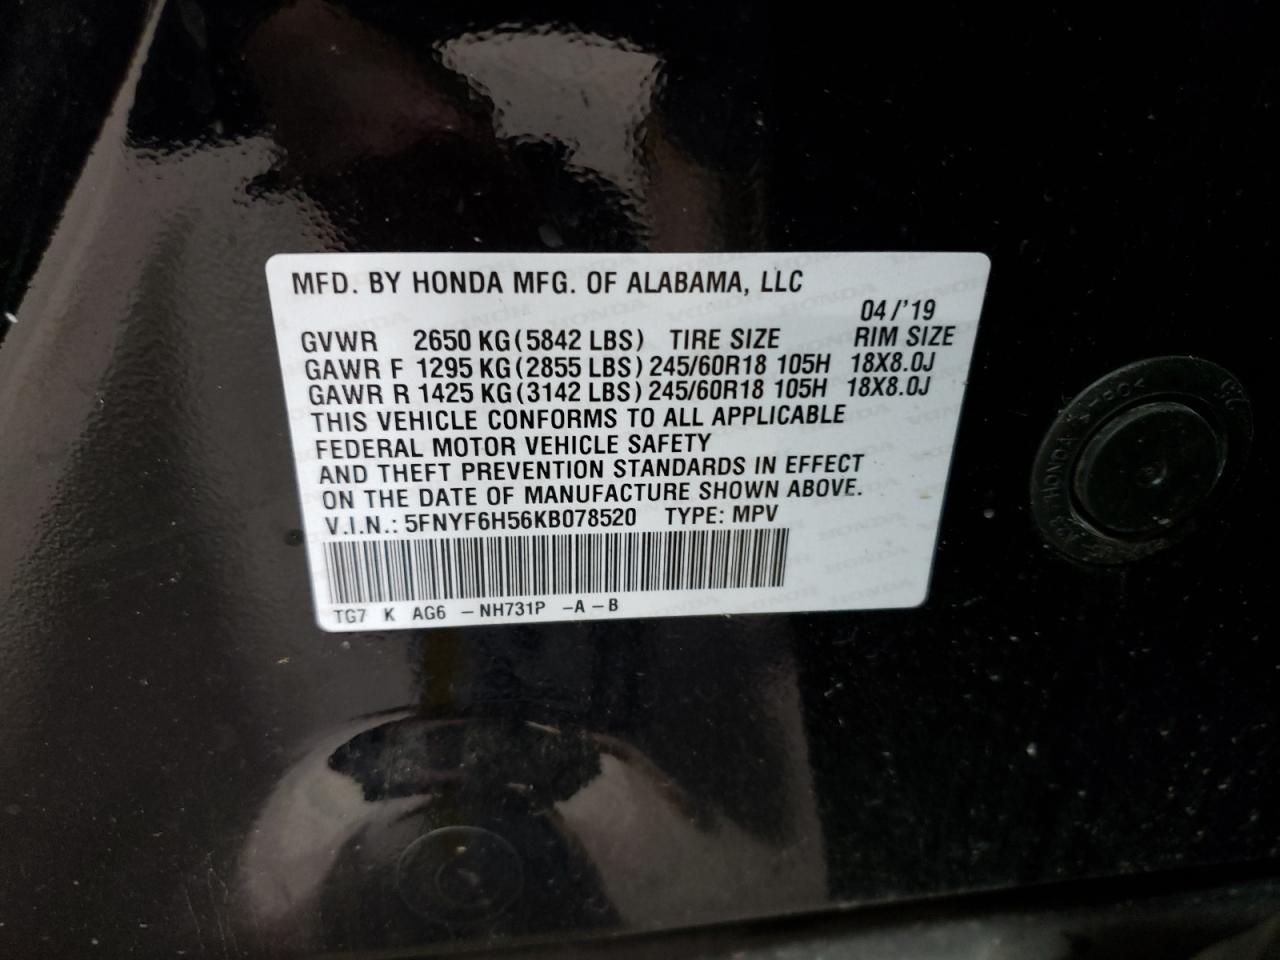 MFD. BY HONDA MFG. OF ALABAMA, LLC
04/'19
GVWR 2650 KG(5842 LBS) TIRE SIZE RIM SIZE
GAWR F 1295 KG(2855 LBS) 245/60R18 105H 18X8.0J
GAWR R 1425 KG(3142 LBS) 245/60R18 105H 18X8.0J
THIS VEHICLE CONFORMS TO ALL APPLICABLE
FEDERAL MOTOR VEHICLE SAFETY
AND THEFT PREVENTION STANDARDS IN EFFECT
ON THE DATE OF MANUFACTURE SHOWN ABOVE.
V.I.N.: 5FNYF6H56KB078520 TYPE: MPV
TG7 K AG6 -NH731P -A-B
HONDA